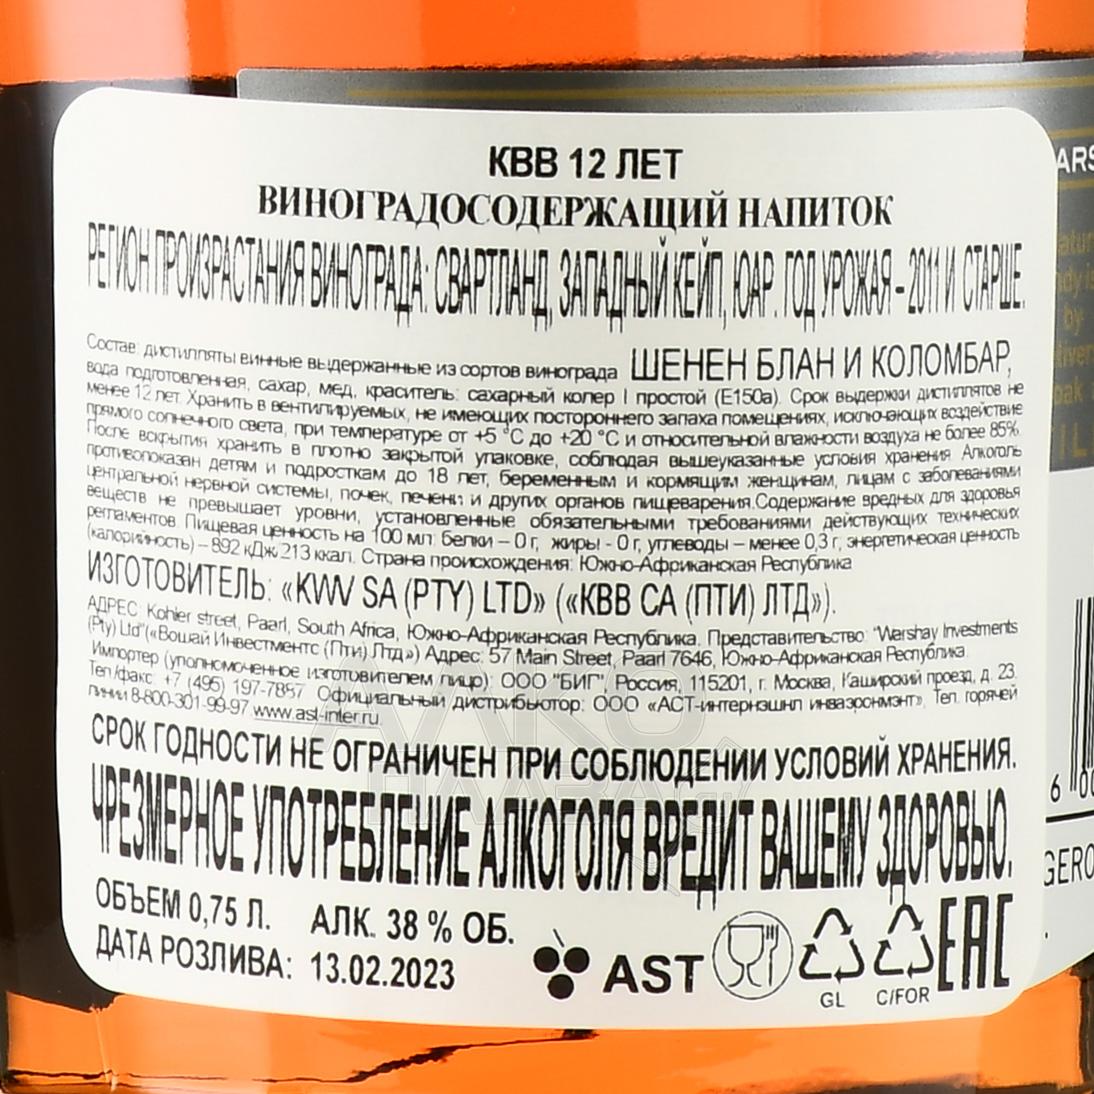 КВВ 12 ЛЕТ
ВИНОГРАДОСОДЕРЖАЩИЙ НАПИТОК
РЕГИОН ПРОИЗРАСТАНИЯ ВИНОГРАДА: СВАРТЛАНД, ЗАПАДНЫЙ КЕЙП, ЮАР. ГОД УРОЖАЯ – 2011 И СТАРШЕ.
Состав: дистилляты винные выдержанные из сортов винограда ШЕНЕН БЛАН И КОЛОМБАР,
вода подготовленная, сахар, мед, краситель: сахарный колер I простой (Е150а). Срок выдержки дистиллятов не
менее 12 лет. Хранить в вентилируемых, не имеющих постороннего запаха помещениях, исключающих воздействие
прямого солнечного света, при температуре от +5 °С до +20 °С и относительной влажности воздуха не более 85%.
После вскрытия хранить в плотно закрытой упаковке, соблюдая вышеуказанные условия хранения. Алкоголь
противопоказан детям и подросткам до 18 лет, беременным и кормящим женщинам, лицам с заболеваниями
центральной нервной системы, почек, печени и других органов пищеварения.Содержание вредных для здоровья
веществ не превышает уровни, установленные обязательными требованиями действующих технических
регламентов. Пищевая ценность на 100 мл: белки – 0 г, жиры - 0 г, углеводы – менее 0,3 г, энергетическая ценность
(калорийность) – 892 кДж/213 ккал. Страна происхождения: Южно-Африканская Республика
ИЗГОТОВИТЕЛЬ: «KWV SA (PTY) LTD» («КВВ СА (ПТИ) ЛТД»).
АДРЕС: Kohler street, Paarl, South Africa, Южно-Африканская Республика. Представитель: "Warshay Investments
(Pty) Ltd"(«Вошай Инвестментс (Пти) Лтд») Адрес: 57 Main Street, Paarl 7646, Южно-Африканская Республика.
Импортер (уполномоченное изготовителем лицо): ООО "БИГ", Россия, 115201, г. Москва, Каширский проезд, д. 23.
Тел./факс: +7 (495) 197-7887. Официальный дистрибьютор: ООО «АСТ-интернэшнл инваэронмэнт», Тел. горячей
линии 8-800-301-99-97 www.ast-inter.ru.
СРОК ГОДНОСТИ НЕ ОГРАНИЧЕН ПРИ СОБЛЮДЕНИИ УСЛОВИЙ ХРАНЕНИЯ.
ЧРЕЗМЕРНОЕ УПОТРЕБЛЕНИЕ АЛКОГОЛЯ ВРЕДИТ ВАШЕМУ ЗДОРОВЬЮ.
ОБЪЕМ 0,75 Л. АЛК. 38 % ОБ.
ДАТА РОЗЛИВА: 13.02.2023
AST
GL
C/FOR
EAC